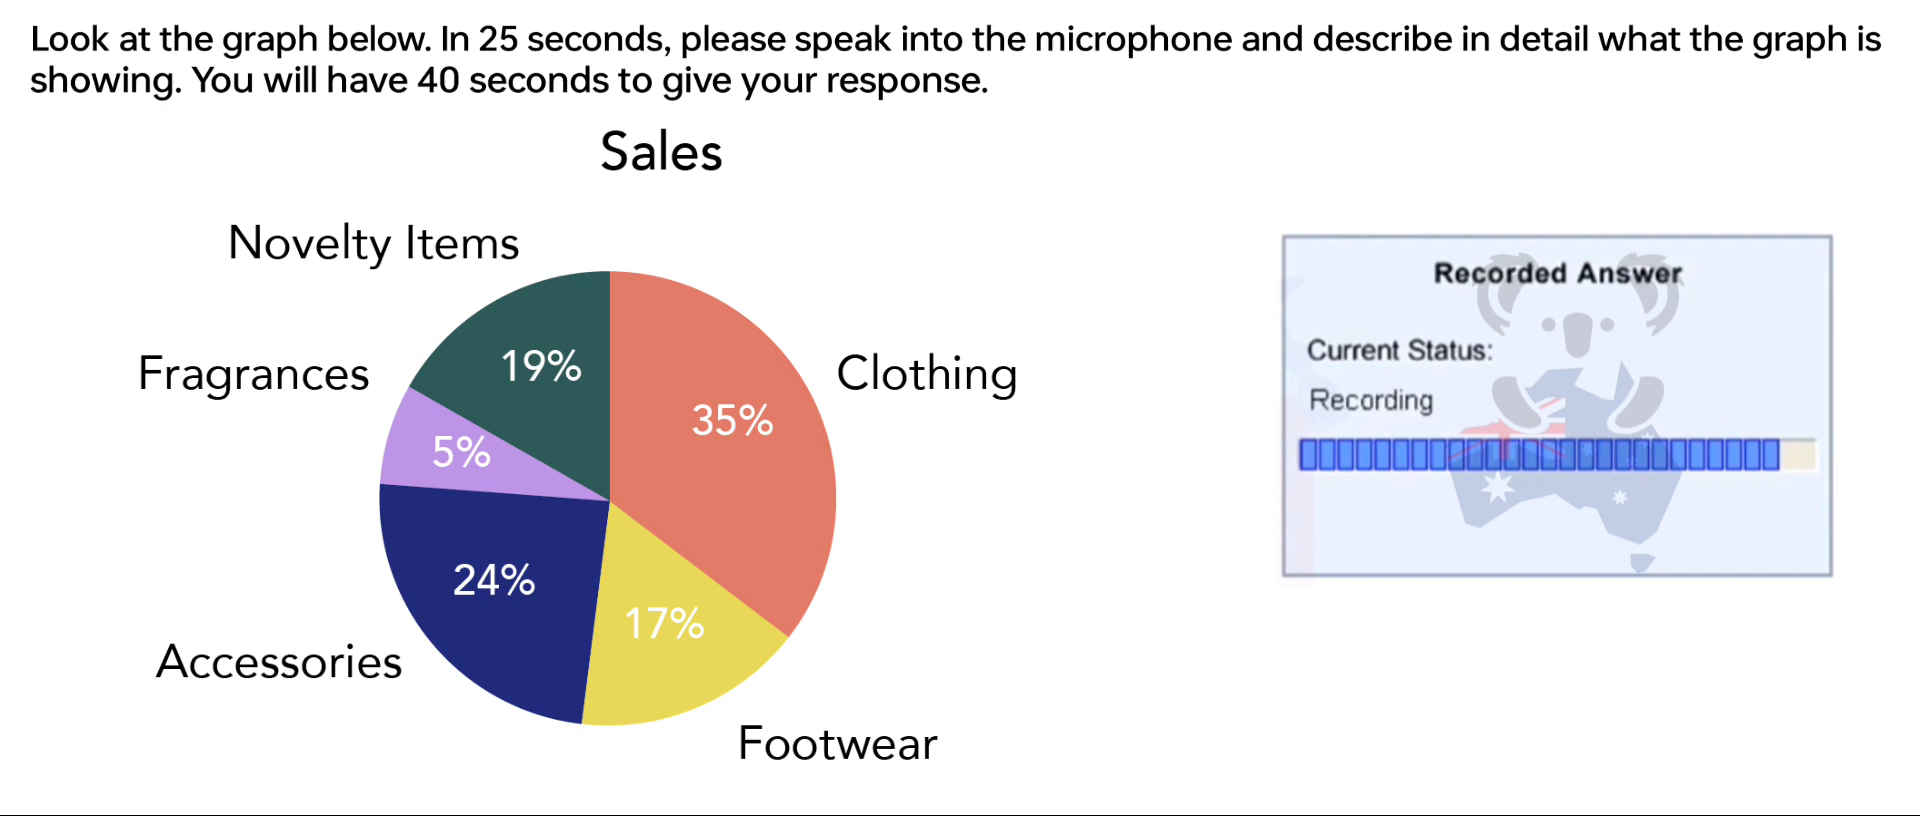 Look at the graph below. In 25 seconds, please speak into the microphone and describe in detail what the graph is
showing. You will have 40 seconds to give your response.
Sales
Novelty Items
Fragrances
Clothing
Accessories
Footwear
19%
35%
5%
24%
17%
Recorded Answer
Current Status:
Recording